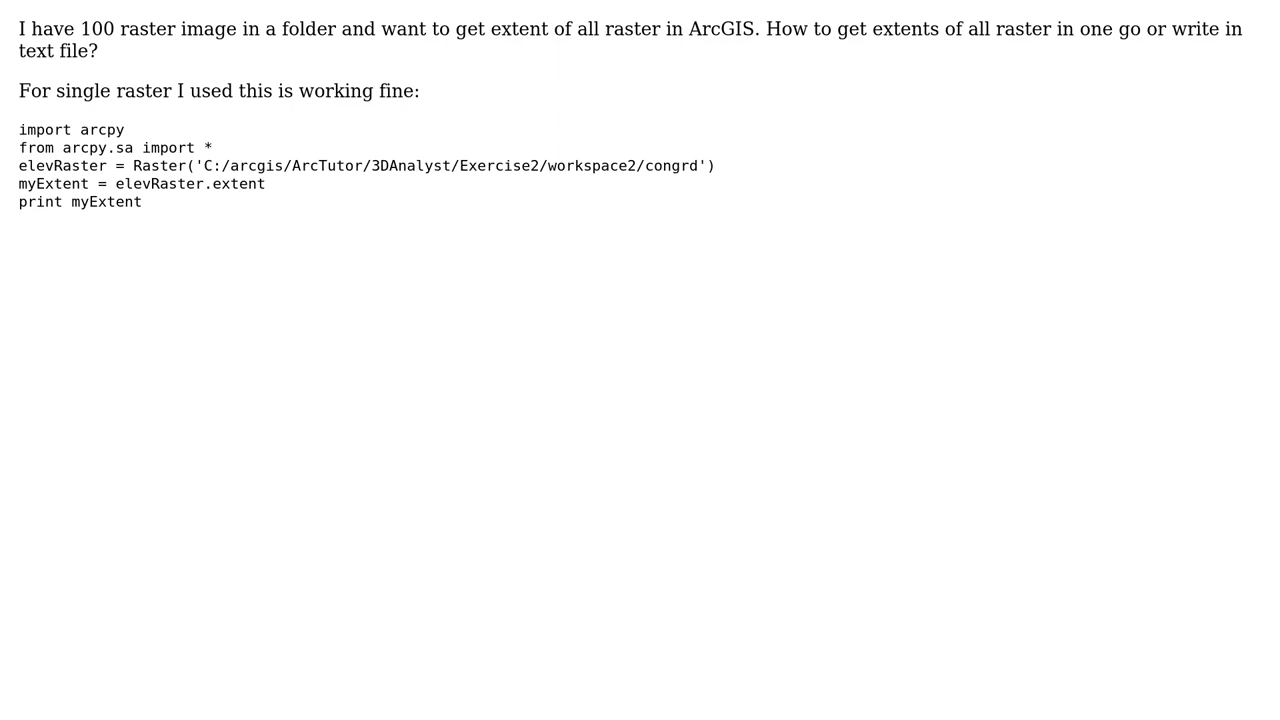 I have 100 raster image in a folder and want to get extent of all raster in ArcGIS. How to get extents of all raster in one go or write in
text file?
For single raster I used this is working fine:
import arcpy
from arcpy.sa import *
elevRaster = Raster('C:/arcgis/ArcTutor/3DAnalyst/Exercise2/workspace2/congrd')
myExtent = elevRaster.extent
print myExtent